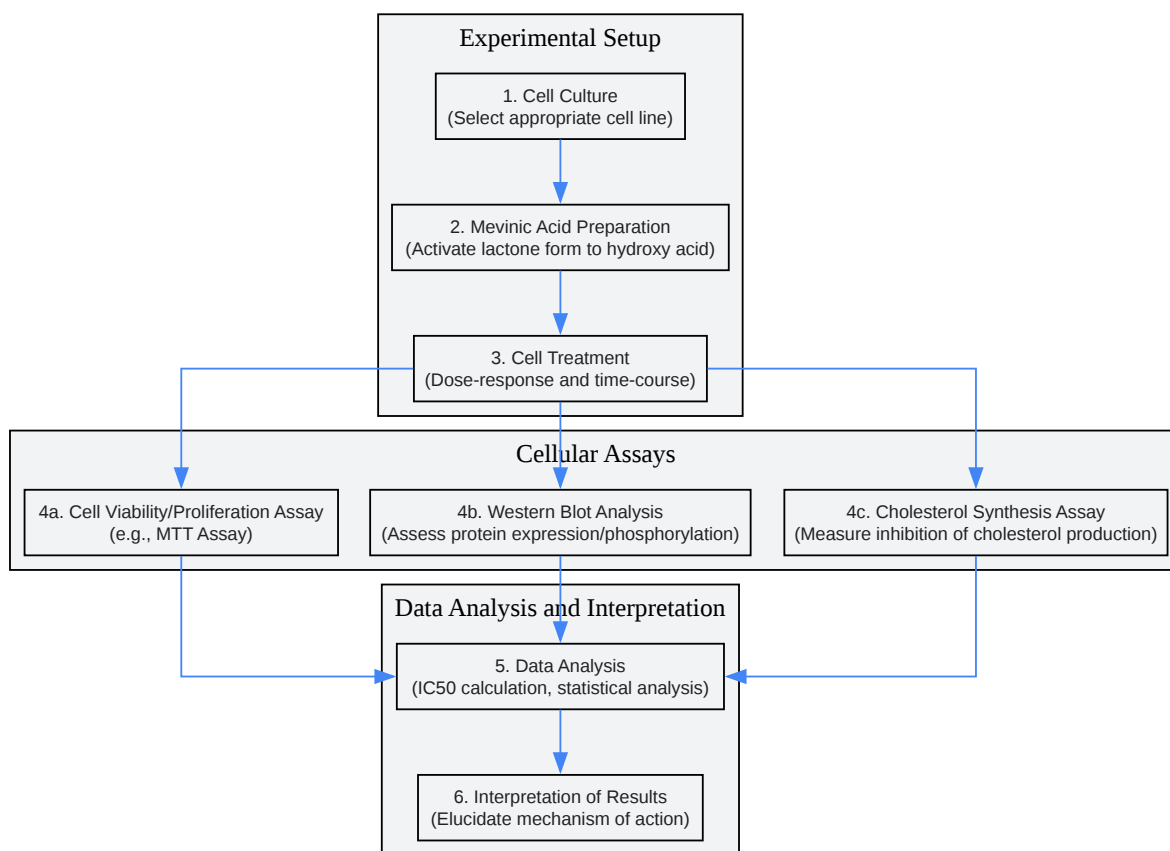 Experimental Setup
1. Cell Culture
(Select appropriate cell line)
2. Mevinic Acid Preparation
(Activate lactone form to hydroxy acid)
3. Cell Treatment
(Dose-response and time-course)
Cellular Assays
4a. Cell Viability/Proliferation Assay
(e.g., MTT Assay)
4b. Western Blot Analysis
(Assess protein expression/phosphorylation)
4c. Cholesterol Synthesis Assay
(Measure inhibition of cholesterol production)
Data Analysis and Interpretation
5. Data Analysis
(IC50 calculation, statistical analysis)
6. Interpretation of Results
(Elucidate mechanism of action)